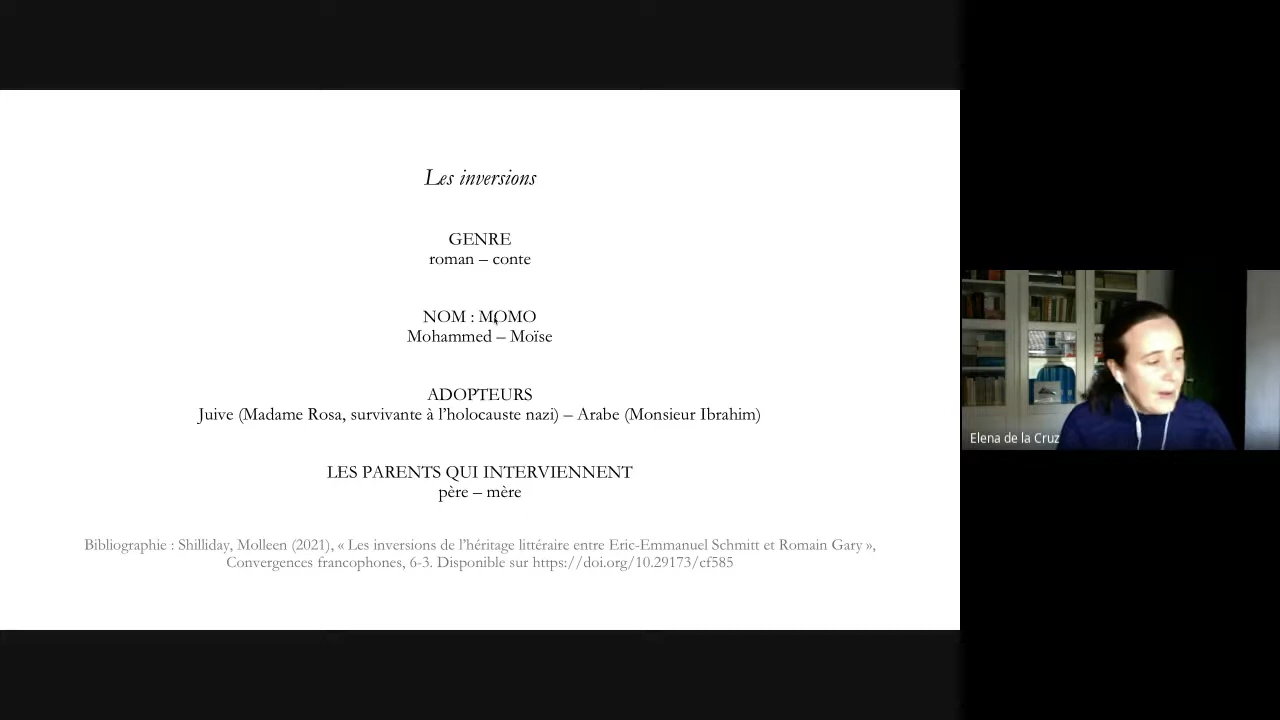 Les inversions
GENRE
roman – conte
NOM : MOMO
Mohammed – Moïse
ADOPTEURS
Juive (Madame Rosa, survivante à l’holocauste nazi) – Arabe (Monsieur Ibrahim)
LES PARENTS QUI INTERVIENNENT
père – mère
Bibliographie : Shilliday, Molleen (2021), « Les inversions de l’héritage littéraire entre Eric-Emmanuel Schmitt et Romain Gary »,
Convergences francophones, 6-3. Disponible sur https://doi.org/10.29173/cf585
Elena de la Cruz